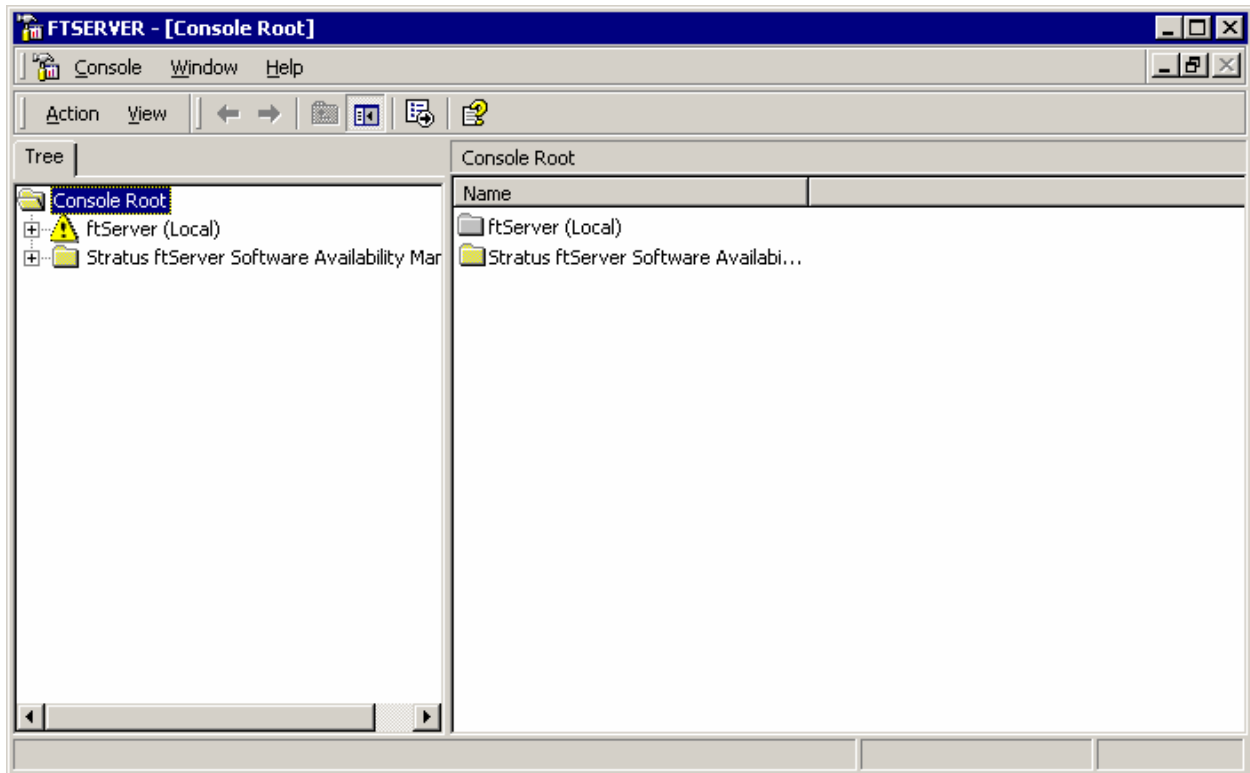 FTSERVER - [Console Root]
Console Window Help
Action View
Tree
Console Root
Console Root
ftServer (Local)
Stratus ftServer Software Availability Mar
Name
ftServer (Local)
Stratus ftServer Software Availabi...